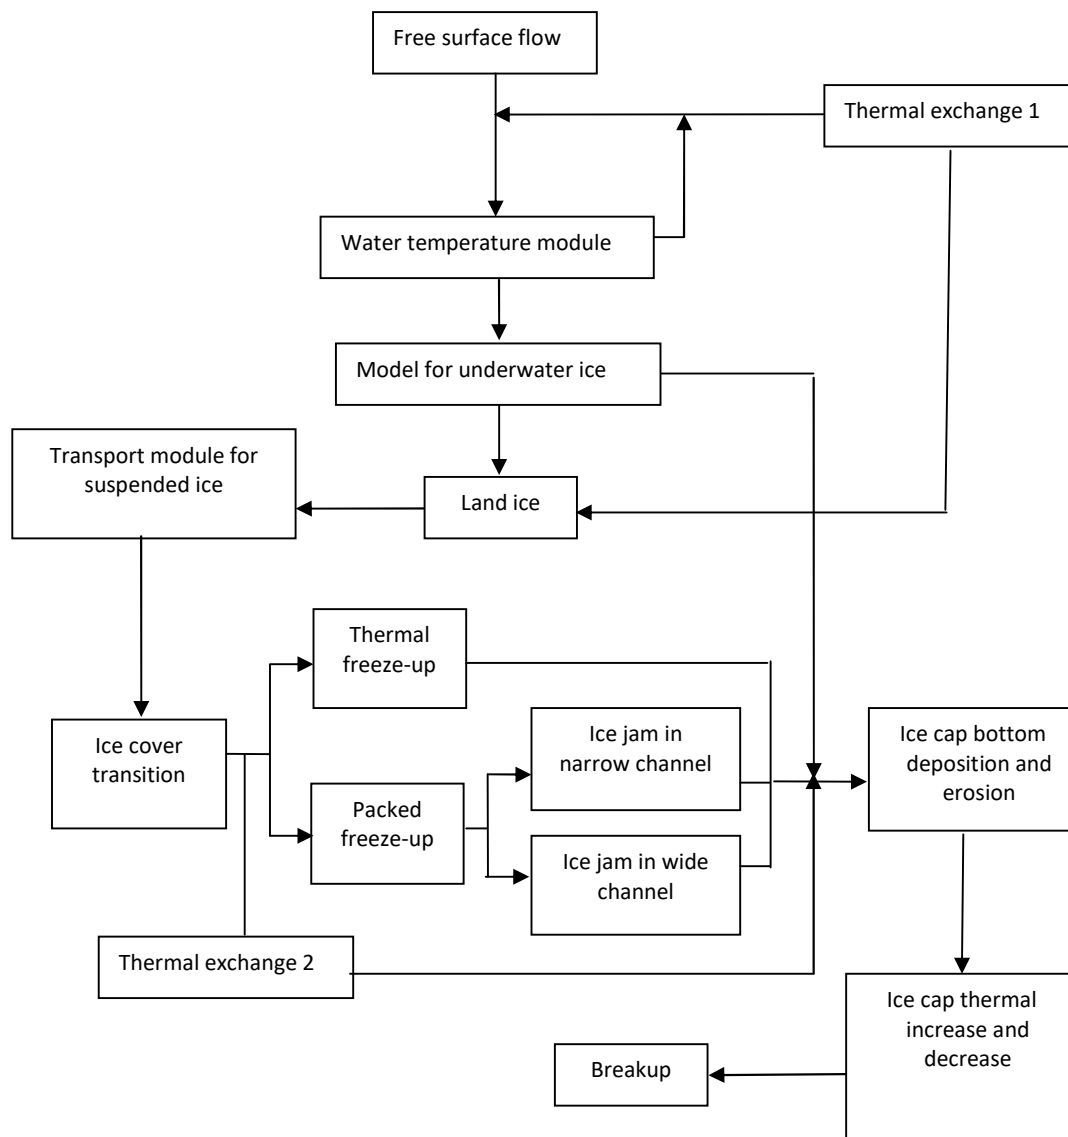 Free surface flow
Thermal exchange 1
Water temperature module
Model for underwater ice
Transport module for
suspended ice
Land ice
Thermal
freeze-up
Ice cover
transition
Ice jam in
narrow channel
Ice cap bottom
deposition and
erosion
Packed
freeze-up
Ice jam in wide
channel
Thermal exchange 2
Ice cap thermal
increase and
decrease
Breakup